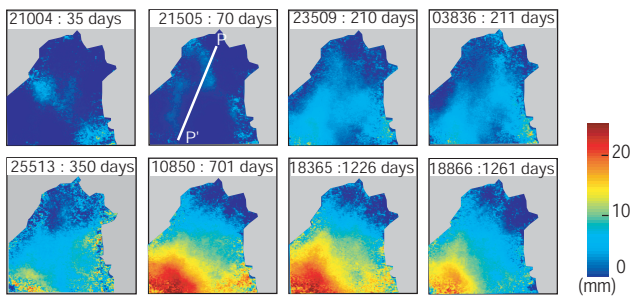 21004 : 35 days
21505 : 70 days
23509 : 210 days
03836 : 211 days
P
P'
25513 : 350 days
10850 : 701 days
18365 :1226 days
18866 :1261 days
20
10
0
(mm)